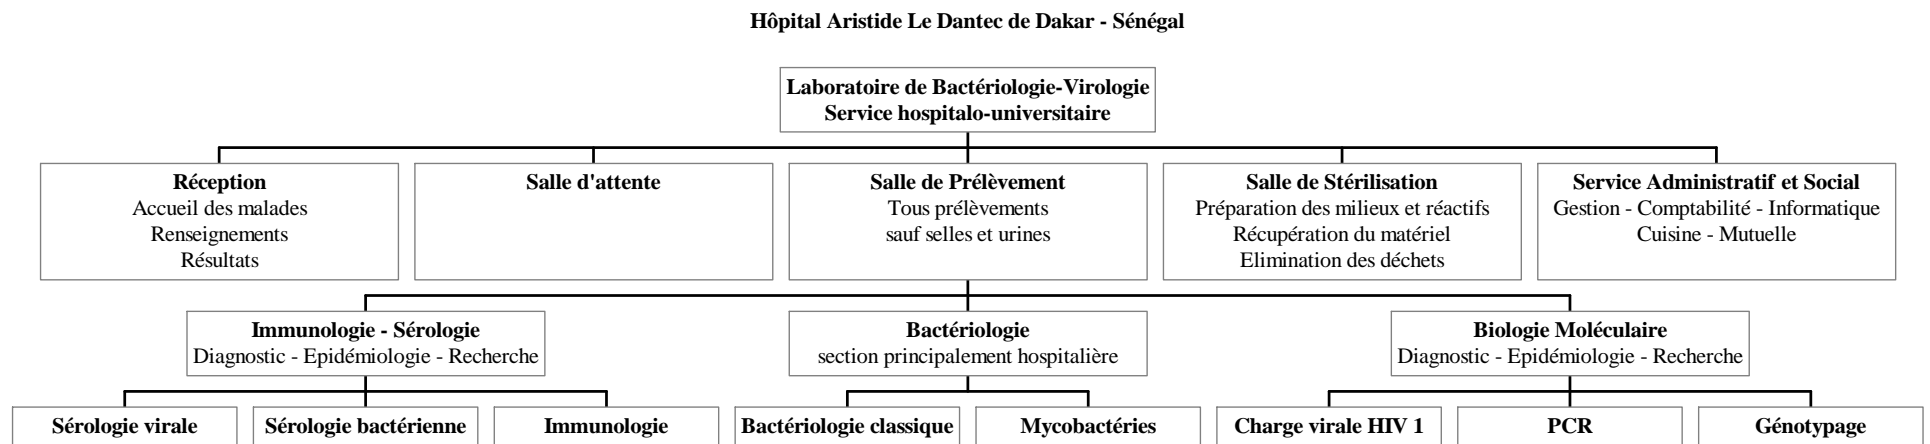 Hôpital Aristide Le Dantec de Dakar - Sénégal
Laboratoire de Bactériologie-Virologie
Service hospitalo-universitaire
Réception
Accueil des malades
Renseignements
Résultats
Salle d'attente
Salle de Prélèvement
Tous prélèvements
sauf selles et urines
Salle de Stérilisation
Préparation des milieux et réactifs
Récupération du matériel
Elimination des déchets
Service Administratif et Social
Gestion - Comptabilité - Informatique
Cuisine - Mutuelle
Immunologie - Sérologie
Diagnostic - Epidémiologie - Recherche
Bactériologie
section principalement hospitalière
Biologie Moléculaire
Diagnostic - Epidémiologie - Recherche
Sérologie virale
Sérologie bactérienne
Immunologie
Bactériologie classique
Mycobactéries
Charge virale HIV 1
PCR
Génotypage